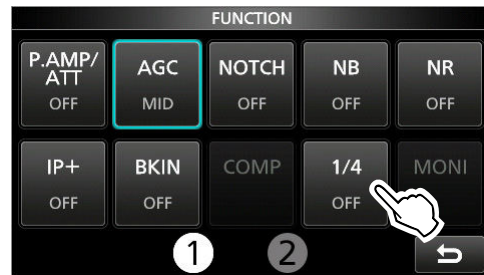 FUNCTION
P.AMP/
ATT
OFF
AGC
MID
NOTCH
OFF
NB
OFF
NR
OFF
IP+
OFF
BKIN
OFF
COMP
1/4
OFF
MONI
1
2